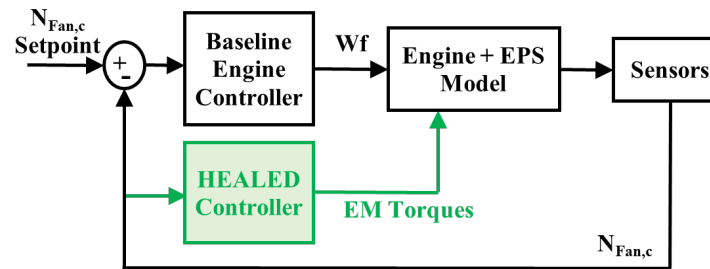 N_Fan,c
Setpoint
+
-
Baseline
Engine
Controller
Wf
Engine + EPS
Model
Sensors
HEALED
Controller
EM Torques
N_Fan,c